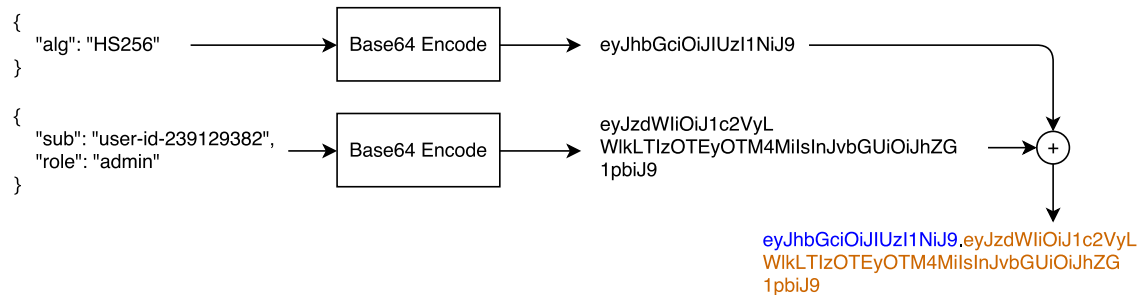 {
"alg": "HS256"
}
Base64 Encode
eyJhbGciOiJIUzI1NiJ9
{
"sub": "user-id-239129382",
"role": "admin"
}
Base64 Encode
eyJzdWIiOiJ1c2VyL
WlkLTIzOTEyOTM4MiIsInJvbGUiOiJhZG
1pbiJ9
+
eyJhbGciOiJIUzI1NiJ9.eyJzdWIiOiJ1c2VyL
WlkLTIzOTEyOTM4MiIsInJvbGUiOiJhZG
1pbiJ9